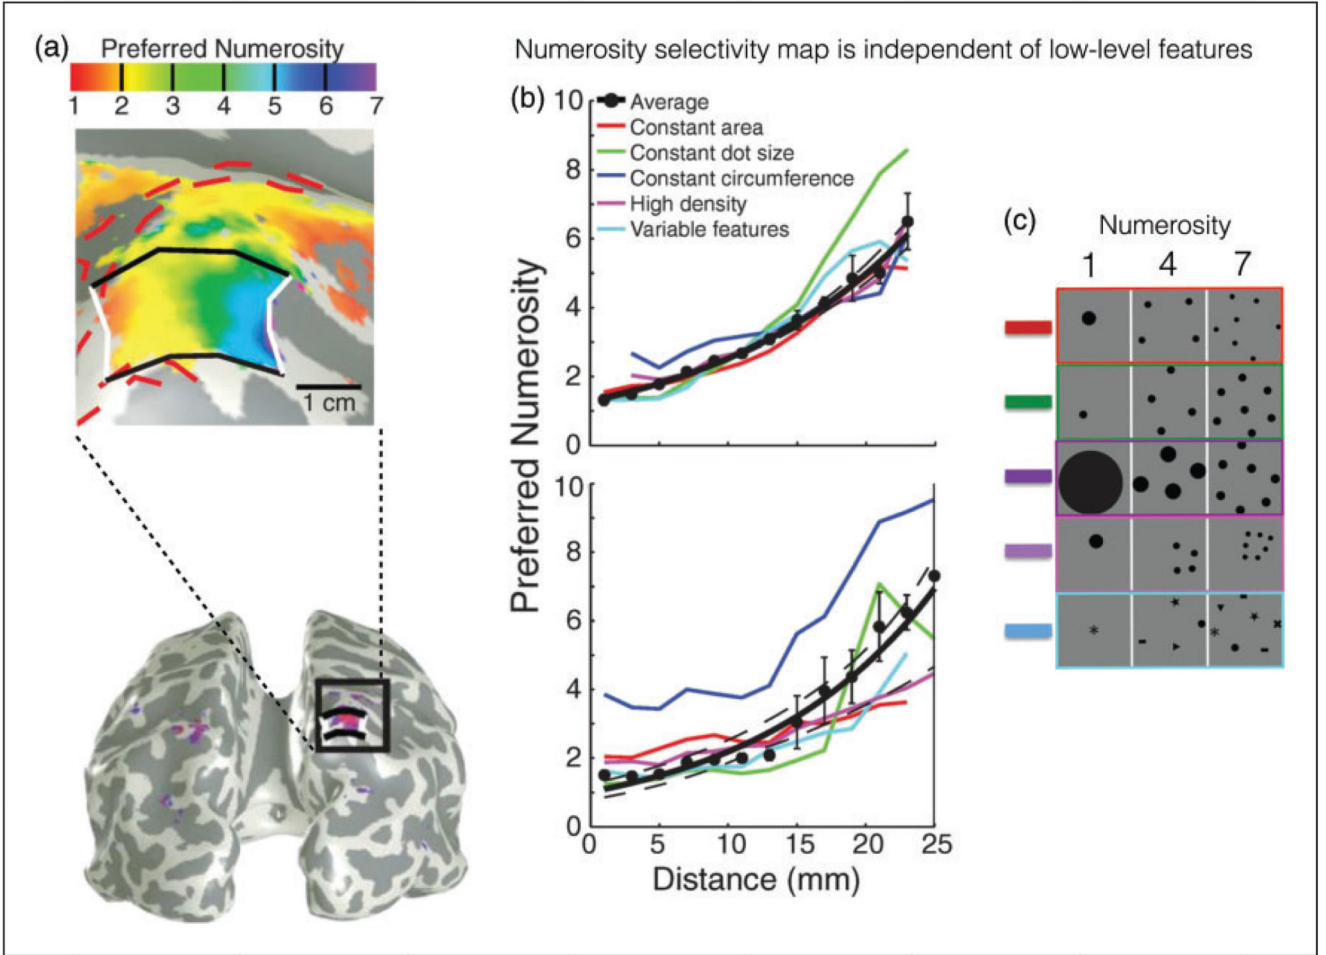 (a)
Preferred Numerosity
1 2 3 4 5 6 7
1 cm
Numerosity selectivity map is independent of low-level features
(b)
10
8
6
4
2
0
Average
Constant area
Constant dot size
Constant circumference
High density
Variable features
Preferred Numerosity
10
8
6
4
2
0
0 5 10 15 20 25
Distance (mm)
(c)
Numerosity
1 4 7